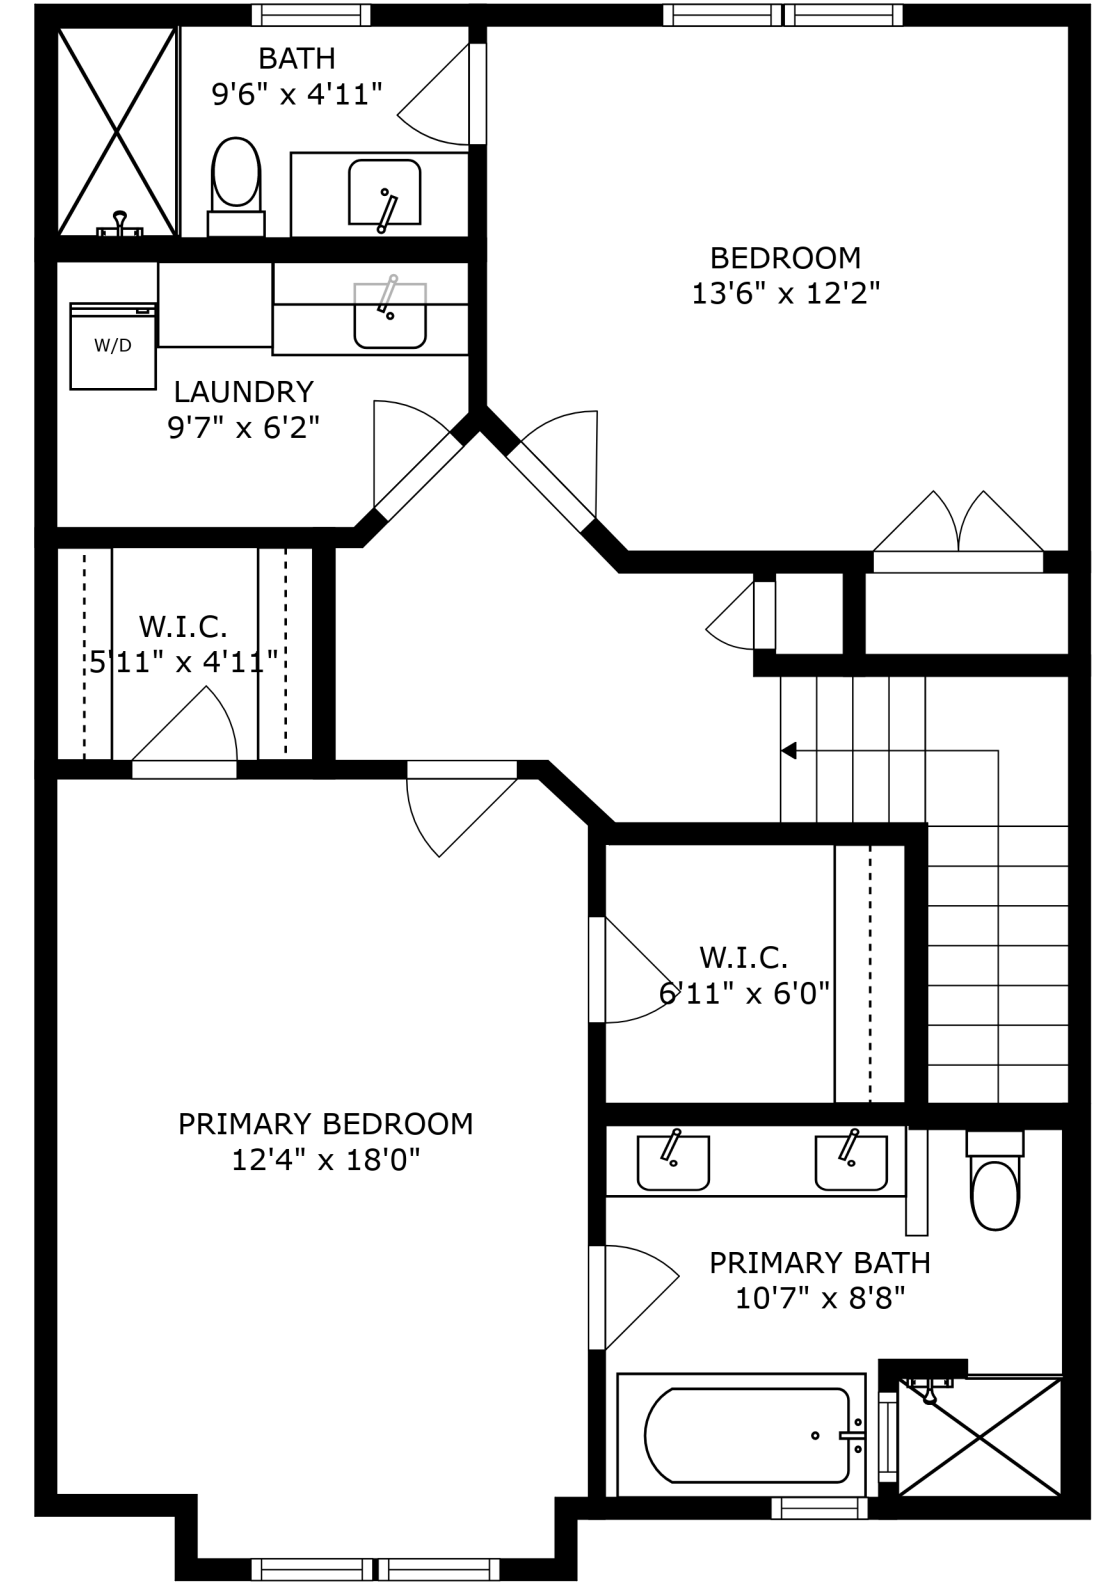 BATH
9'6" x 4'11"
BEDROOM
13'6" x 12'2"
W/D
LAUNDRY
9'7" x 6'2"
W.I.C.
5'11" x 4'11"
W.I.C.
6'11" x 6'0"
PRIMARY BEDROOM
12'4" x 18'0"
PRIMARY BATH
10'7" x 8'8"